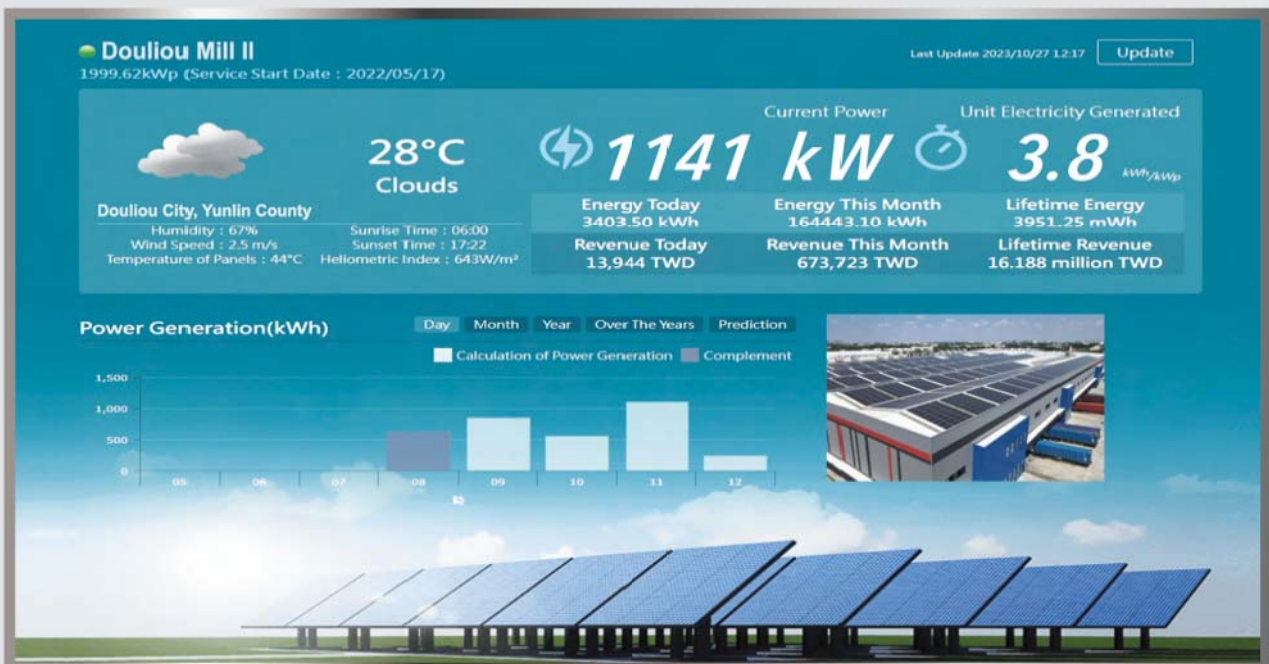 Douliou Mill II
1999.62kWp (Service Start Date : 2022/05/17)
Last Update 2023/10/27 12:17
Update
28°C
Clouds
Douliou City, Yunlin County
Humidity : 67%
Wind Speed : 2.5 m/s
Temperature of Panels : 44°C
Sunrise Time : 06:00
Sunset Time : 17:22
Heliometric Index : 643W/m²
Current Power
1141 kW
Unit Electricity Generated
3.8 kWh/kWp
Energy Today
3403.50 kWh
Energy This Month
164443.10 kWh
Lifetime Energy
3951.25 mWh
Revenue Today
13,944 TWD
Revenue This Month
673,723 TWD
Lifetime Revenue
16.188 million TWD
Power Generation(kWh)
Day Month Year Over The Years Prediction
Calculation of Power Generation Complement
1,500
1,000
500
0
05 06 07 08 09 10 11 12
時